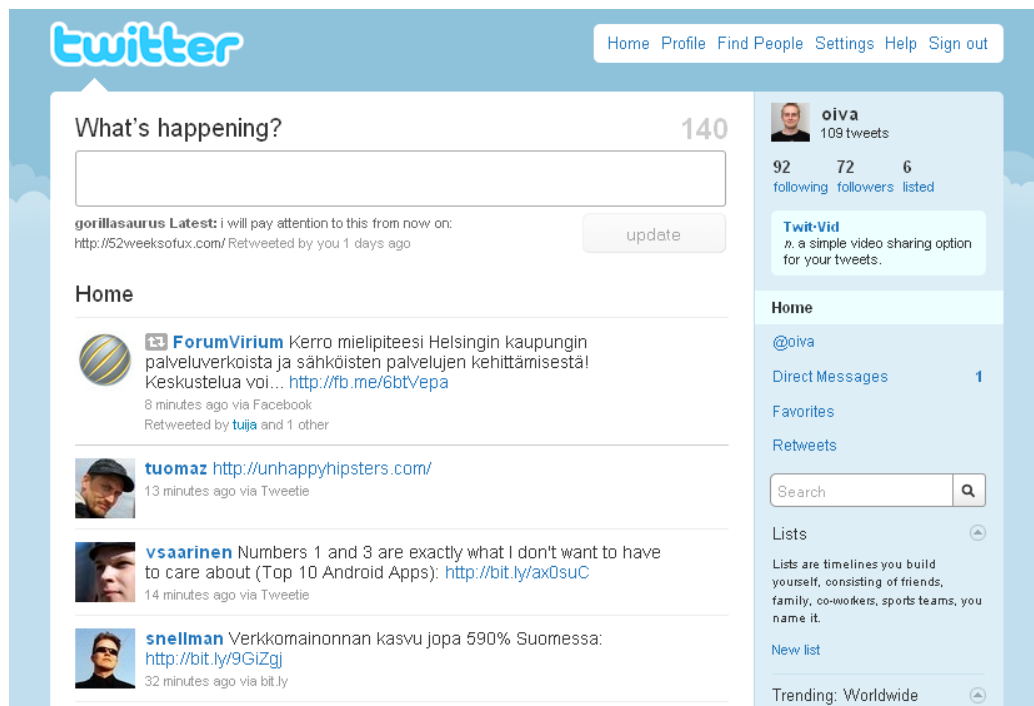 twitter
Home Profile Find People Settings Help Sign out
What's happening?
140
gorillasaurus Latest: i will pay attention to this from now on:
http://52weeksofux.com/ Retweeted by you 1 days ago
update
Home
ForumVirium Kerro mielipiteesi Helsingin kaupungin
palveluverkoista ja sähköisten palvelujen kehittämisestä!
Keskustelua voi... http://fb.me/6btVepa
8 minutes ago via Facebook
Retweeted by tuija and 1 other
tuomaz http://unhappyhipsters.com/
13 minutes ago via Tweetie
vsaarinen Numbers 1 and 3 are exactly what I don't want to have
to care about (Top 10 Android Apps): http://bit.ly/ax0suC
14 minutes ago via Tweetie
snellman Verkkomainonnan kasvu jopa 590% Suomessa:
http://bit.ly/9GiZgj
32 minutes ago via bit.ly
oiva
109 tweets
92 72 6
following followers listed
Twit·Vid
n. a simple video sharing option
for your tweets.
Home
@oiva
Direct Messages 1
Favorites
Retweets
Search
Lists
Lists are timelines you build
yourself, consisting of friends,
family, co-workers, sports teams, you
name it.
New list
Trending: Worldwide